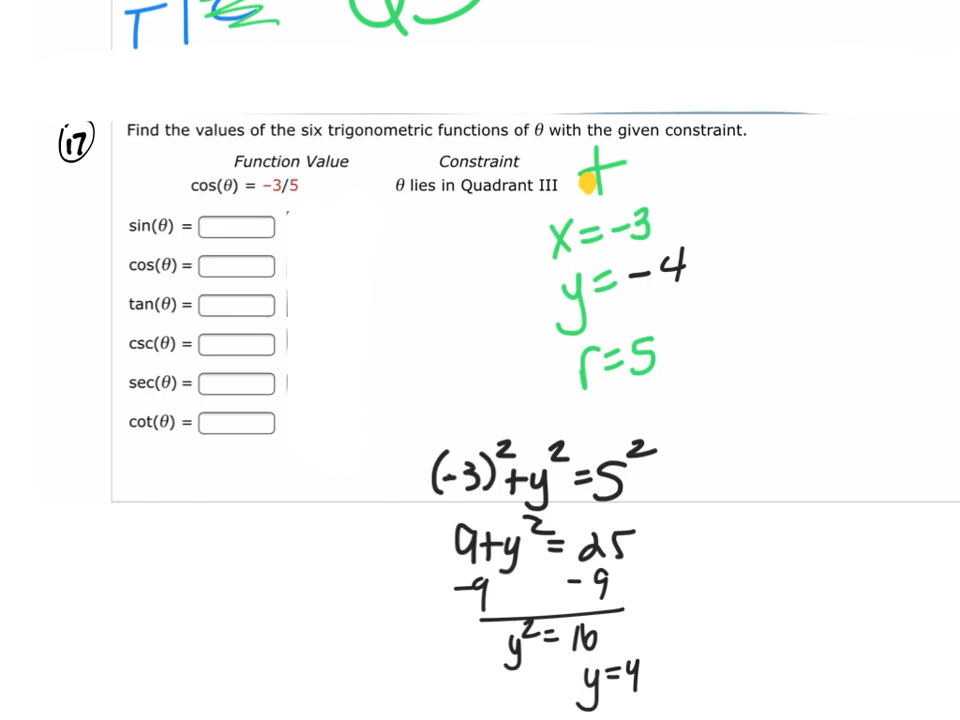 17
Find the values of the six trigonometric functions of θ with the given constraint.
Function Value Constraint
cos(θ) = −3/5 θ lies in Quadrant III
sin(θ) =
cos(θ) =
tan(θ) =
csc(θ) =
sec(θ) =
cot(θ) =
x=-3
y=-4
r=5
(-3)²+y²=5²
9+y²=25
-9 -9
y²=16
y=4